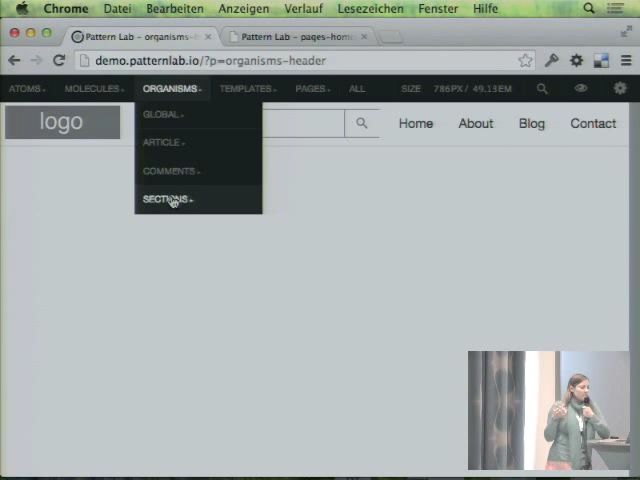 Chrome Datei Bearbeiten Anzeigen Verlauf Lesezeichen Fenster Hilfe
Pattern Lab - organisms-h Pattern Lab - pages-hom
demo.patternlab.io/?p=organisms-header
ATOMS MOLECULES ORGANISMS TEMPLATES PAGES ALL SIZE 786PX / 49.13EM
logo Home About Blog Contact
GLOBAL
ARTICLE
COMMENTS
SECTIONS